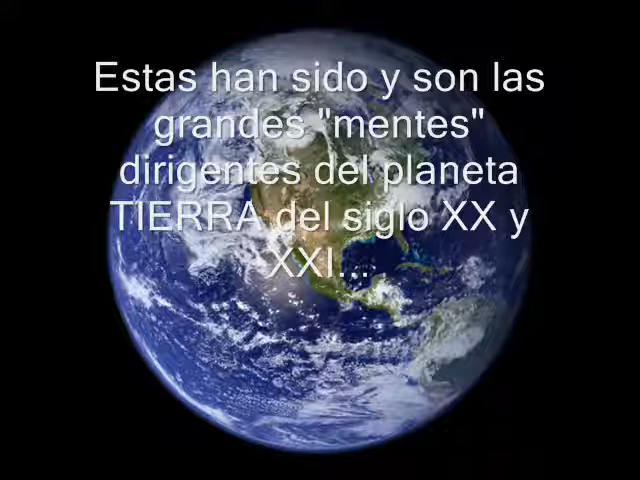 Estas han sido y son las
grandes "mentes"
dirigentes del planeta
TIERRA del siglo XX y
XXI...